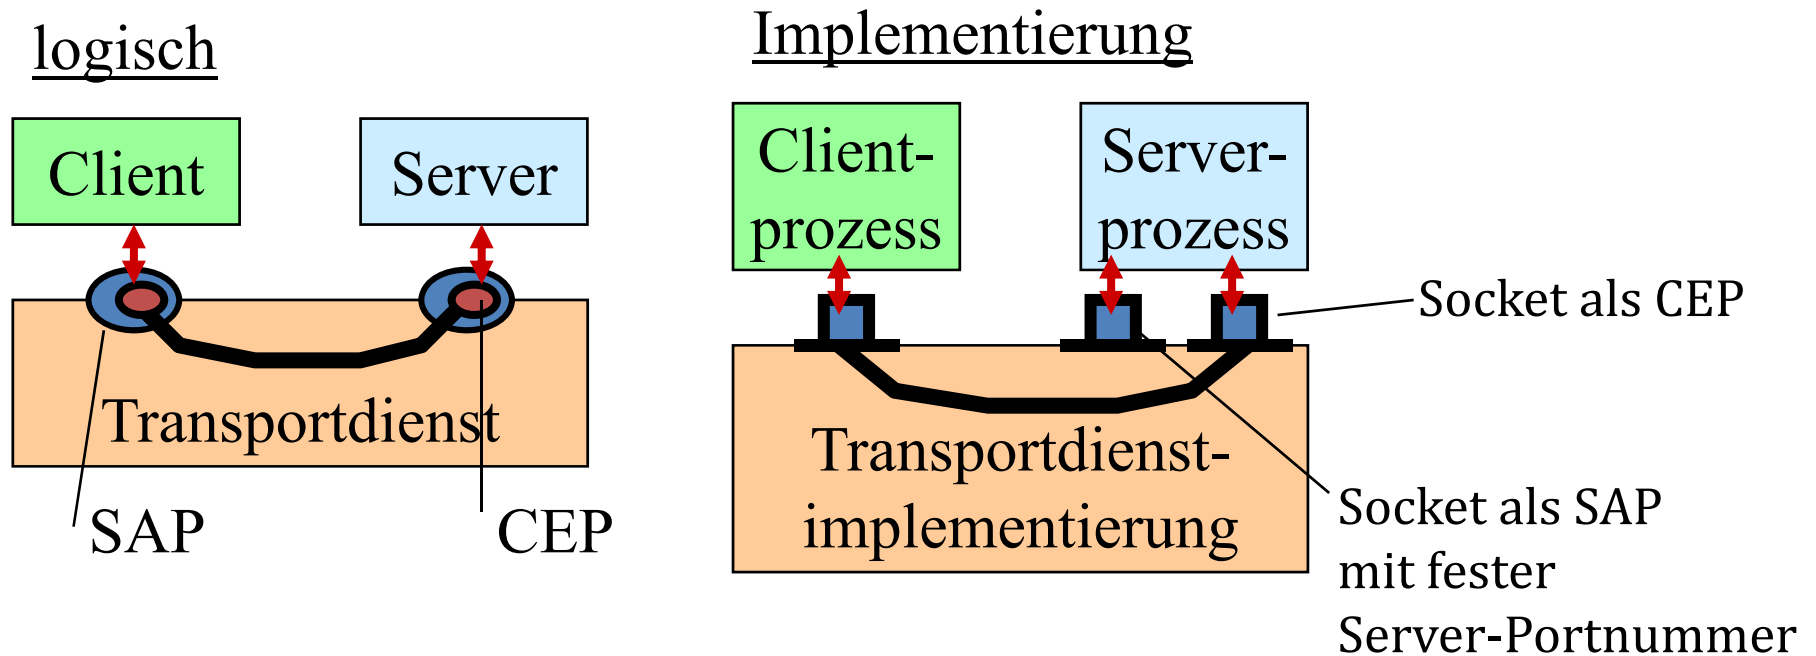 logisch
Client
Server
Transportdienst
SAP
CEP
Implementierung
Client-
prozess
Server-
prozess
Socket als CEP
Transportdienst-
implementierung
Socket als SAP
mit fester
Server-Portnummer